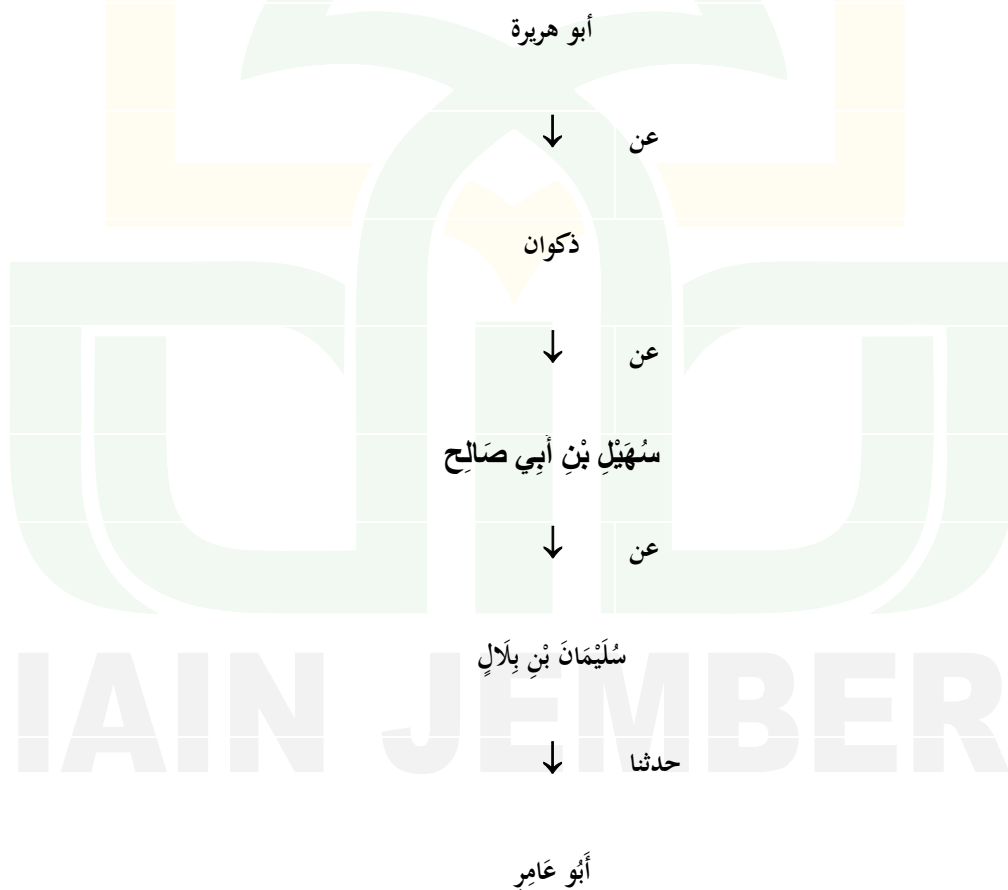 أبو هريرة
عن ↓
ذكوان
عن ↓
سُهَيْلِ بْنِ أَبِي صَالِح
عن ↓
سُلَيْمَانَ بْنِ بِلَالٍ
حدثنا ↓
أَبُو عَامِرٍ
IAIN JEMBER